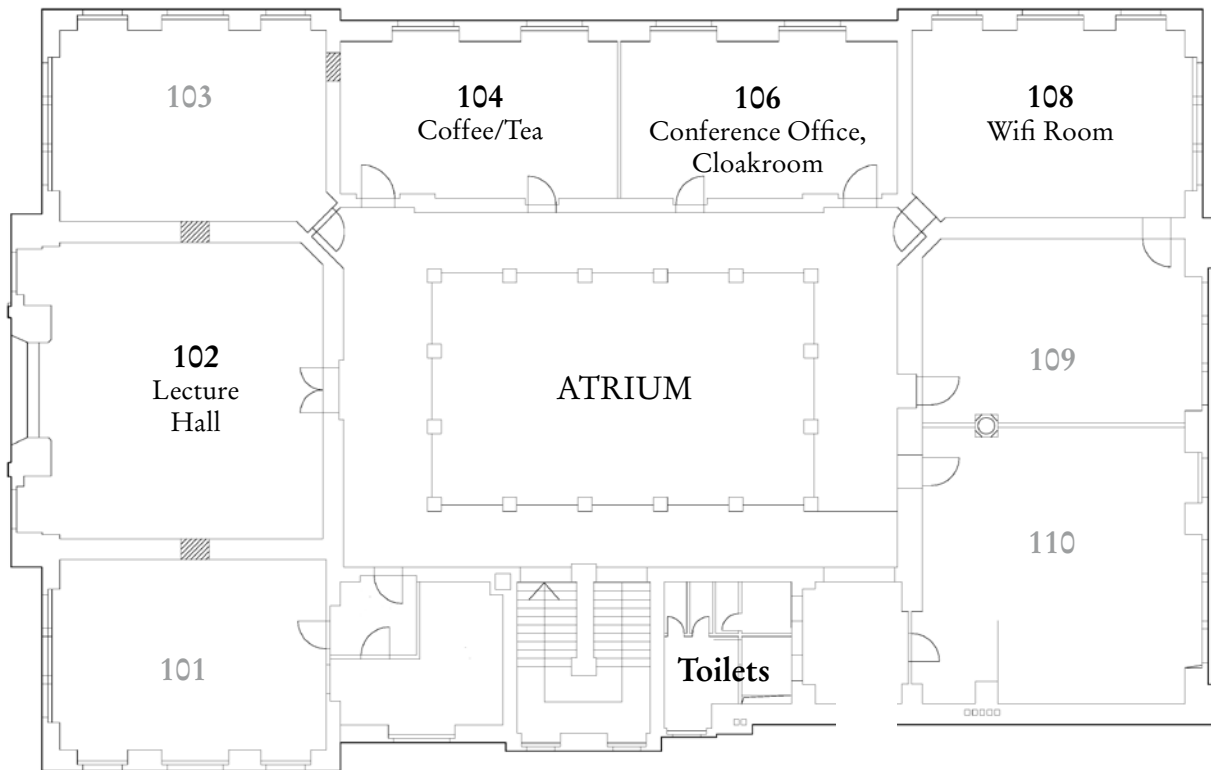 103
104
Coffee/Tea
106
Conference Office,
Cloakroom
108
Wifi Room
102
Lecture
Hall
ATRIUM
109
110
101
Toilets